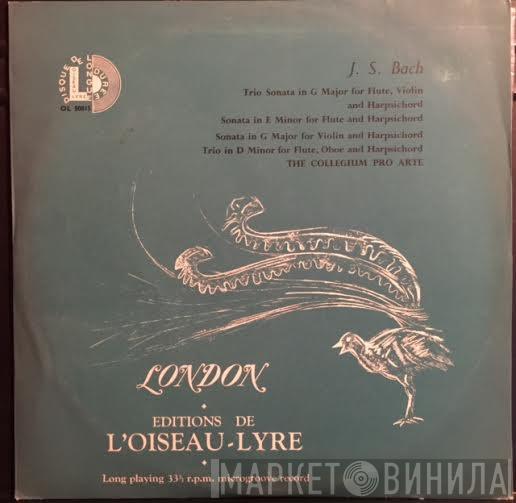 DISQUE DE LONGUE DURÉE
OL 50015
J. S. Bach
Trio Sonata in G Major for Flute, Violin
and Harpsichord
Sonata in E Minor for Flute and Harpsichord
Sonata in G Major for Violin and Harpsichord
Trio in D Minor for Flute, Oboe and Harpsichord
THE COLLEGIUM PRO ARTE
LONDON
EDITIONS DE
L'OISEAU-LYRE
Long playing 33⅓ r.p.m. microgroove record
МАРКЕТ ВИНИЛА